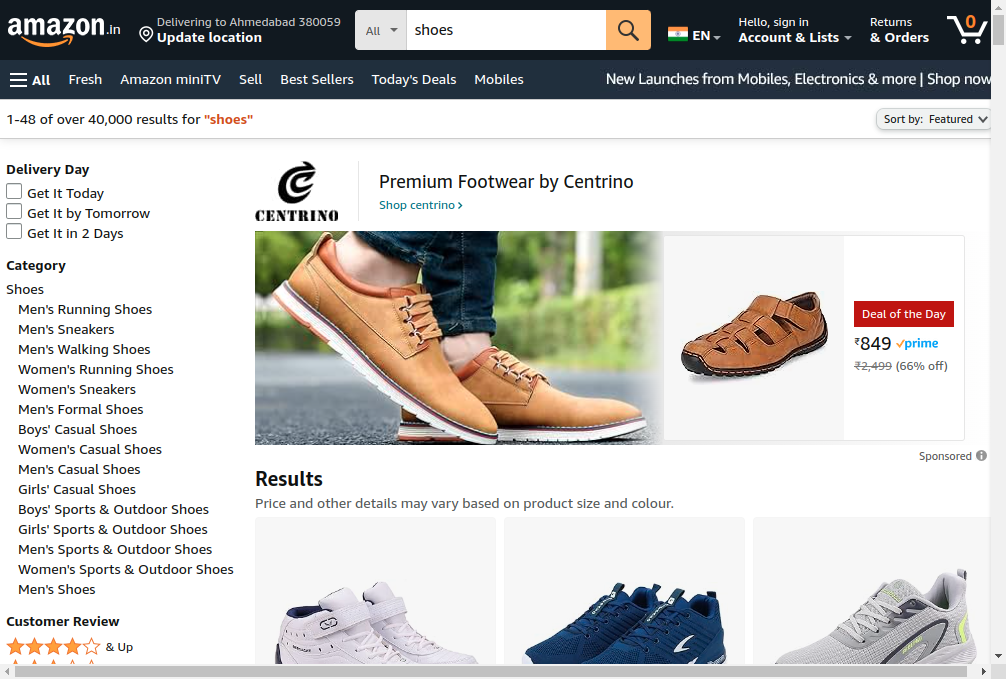 amazon.in
Delivering to Ahmedabad 380059
Update location
All
shoes
EN
Hello, sign in
Account & Lists
Returns
& Orders
0
All
Fresh
Amazon miniTV
Sell
Best Sellers
Today's Deals
Mobiles
New Launches from Mobiles, Electronics & more | Shop now
1-48 of over 40,000 results for "shoes"
Sort by: Featured
Delivery Day
Get It Today
Get It by Tomorrow
Get It in 2 Days
Category
Shoes
Men's Running Shoes
Men's Sneakers
Men's Walking Shoes
Women's Running Shoes
Women's Sneakers
Men's Formal Shoes
Boys' Casual Shoes
Women's Casual Shoes
Men's Casual Shoes
Girls' Casual Shoes
Boys' Sports & Outdoor Shoes
Girls' Sports & Outdoor Shoes
Men's Sports & Outdoor Shoes
Women's Sports & Outdoor Shoes
Men's Shoes
Customer Review
& Up
CENTRINO
Premium Footwear by Centrino
Shop centrino ›
Deal of the Day
₹849 prime
₹2,499 (66% off)
Sponsored
Results
Price and other details may vary based on product size and colour.